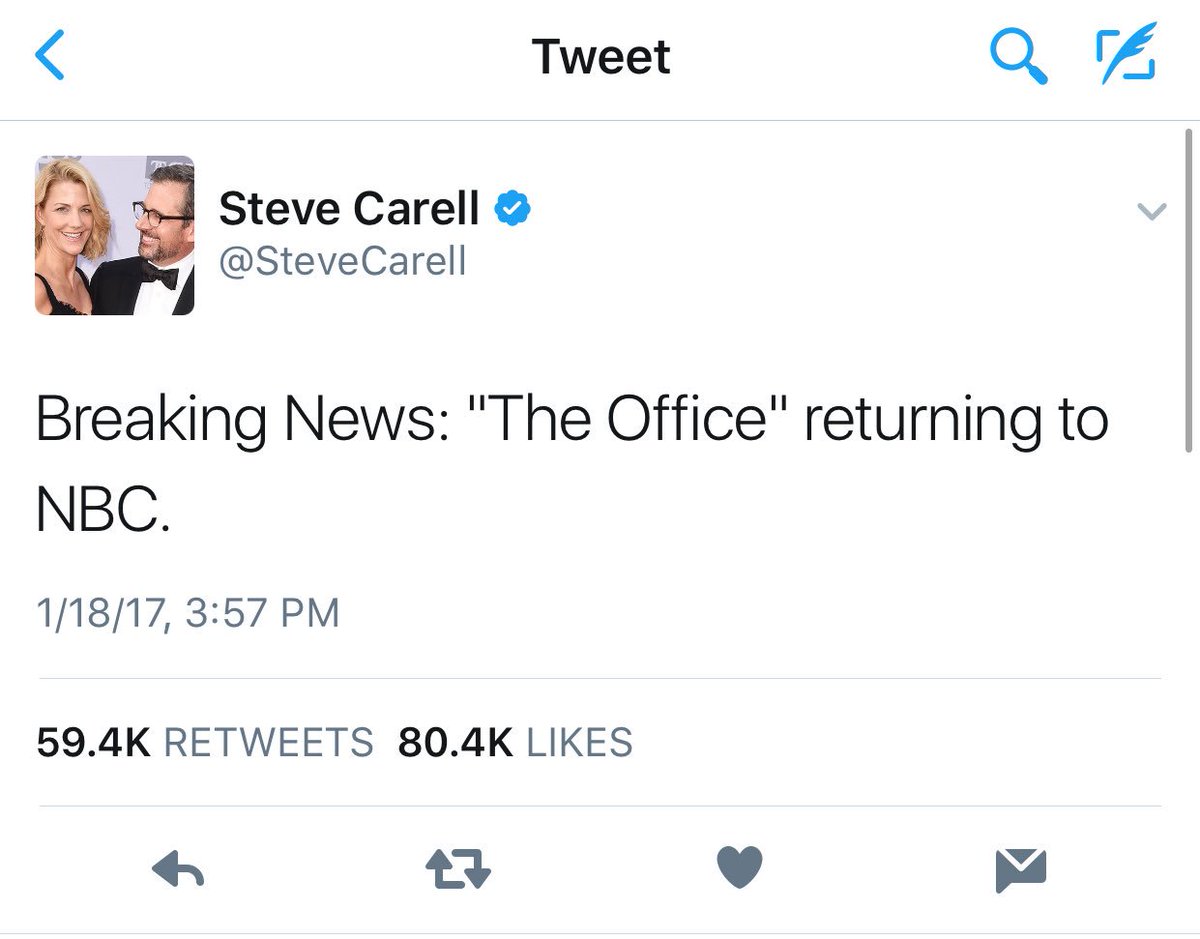 Tweet
Steve Carell
@SteveCarell
Breaking News: "The Office" returning to
NBC.
1/18/17, 3:57 PM
59.4K RETWEETS 80.4K LIKES